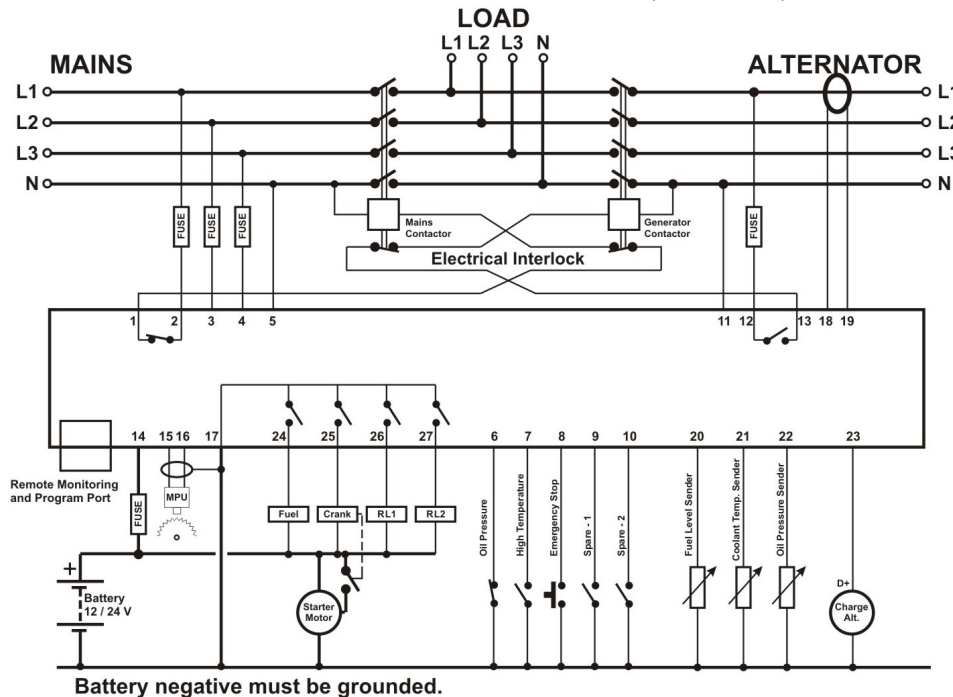 LOAD
L1 L2 L3 N
MAINS
ALTERNATOR
L1
L2
L3
N
L1
L2
L3
N
FUSE
FUSE
FUSE
Mains
Contactor
Generator
Contactor
FUSE
Electrical Interlock
1 2 3 4 5 11 12 13 18 19
14 15 16 17 24 25 26 27 6 7 8 9 10 20 21 22 23
Remote Monitoring
and Program Port
FUSE
MPU
Fuel
Crank
RL1
RL2
Oil Pressure
High Temperature
Emergency Stop
Spare - 1
Spare - 2
Fuel Level Sender
Coolant Temp. Sender
Oil Pressure Sender
+
Battery
12 / 24 V
Starter
Motor
D+
Charge
Alt.
Battery negative must be grounded.